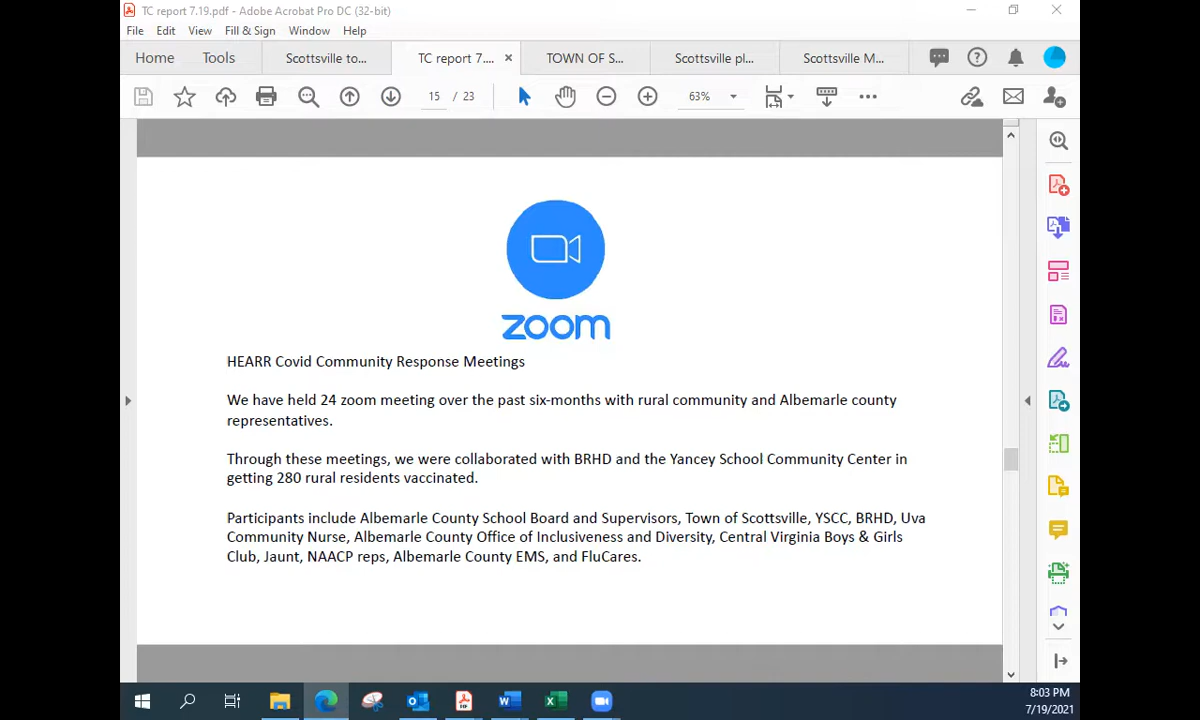 TC report 7.19.pdf - Adobe Acrobat Pro DC (32-bit)
File Edit View Fill & Sign Window Help
Home Tools Scottsville to... TC report 7.... × TOWN OF S... Scottsville pl... Scottsville M...
15 / 23 63%
zoom
HEARR Covid Community Response Meetings
We have held 24 zoom meeting over the past six-months with rural community and Albemarle county
representatives.
Through these meetings, we were collaborated with BRHD and the Yancey School Community Center in
getting 280 rural residents vaccinated.
Participants include Albemarle County School Board and Supervisors, Town of Scottsville, YSCC, BRHD, Uva
Community Nurse, Albemarle County Office of Inclusiveness and Diversity, Central Virginia Boys & Girls
Club, Jaunt, NAACP reps, Albemarle County EMS, and FluCares.
8:03 PM
7/19/2021